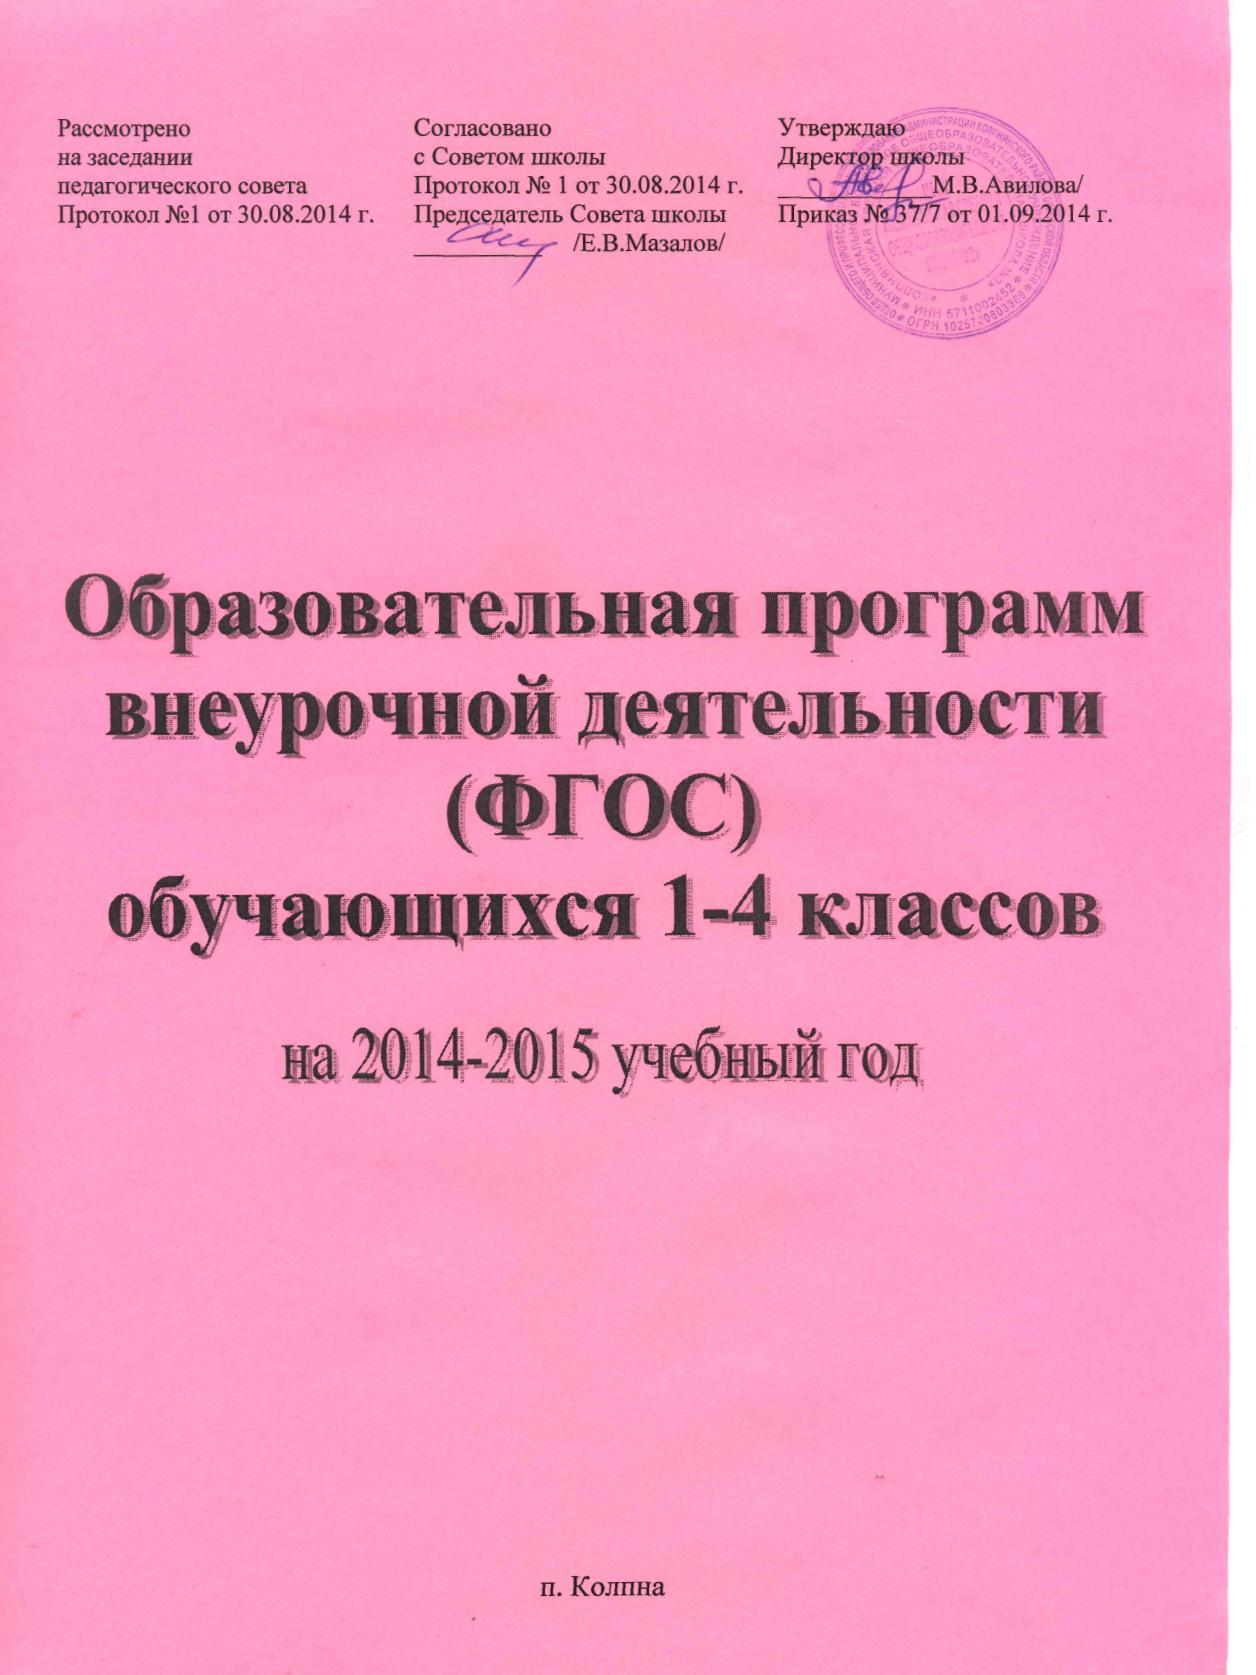 Рассмотрено
на заседании
педагогического совета
Протокол №1 от 30.08.2014 г.
Согласовано
с Советом школы
Протокол № 1 от 30.08.2014 г.
Председатель Совета школы
/Е.В.Мазалов/
Утверждаю
Директор школы
М.В.Авилова/
Приказ № 37/7 от 01.09.2014 г.
ИНН 5711002452
Образовательная программ
внеурочной деятельности
(ФГОС)
обучающихся 1-4 классов
на 2014-2015 учебный год
п. Колпна